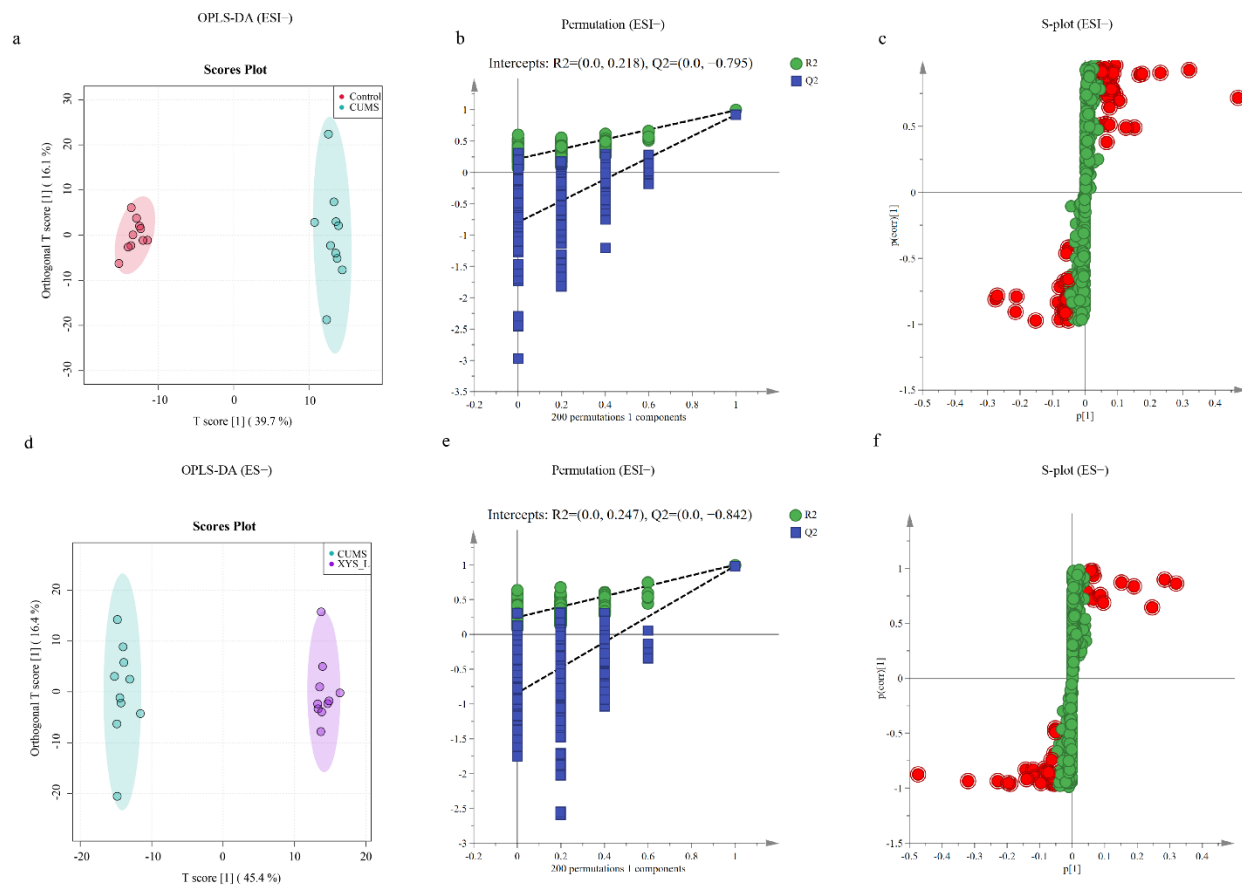 OPLS-DA (ESI−)
a
Scores Plot
Control
CUMS
Orthogonal T score [1] ( 16.1 %)
30
20
10
0
-10
-20
-30
-10
0
10
T score [1] ( 39.7 %)
Permutation (ESI−)
b
Intercepts: R2=(0.0, 0.218), Q2=(0.0, −0.795)
R2
Q2
1
0.5
0
-0.5
-1
-1.5
-2
-2.5
-3
-3.5
-0.2
0
0.2
0.4
0.6
0.8
1
200 permutations 1 components
S-plot (ESI−)
c
p(corr)[1]
0.5
0
-0.5
-1
-1.5
-0.5
-0.4
-0.3
-0.2
-0.1
0
0.1
0.2
0.3
0.4
p[1]
d
OPLS-DA (ES−)
Scores Plot
CUMS
XYS_L
Orthogonal T score [1] ( 16.4 %)
20
10
0
-10
-20
-20
-10
0
10
20
T score [1] ( 45.4 %)
e
Permutation (ESI−)
Intercepts: R2=(0.0, 0.247), Q2=(0.0, −0.842)
R2
Q2
1
0.5
0
-0.5
-1
-1.5
-2
-2.5
-3
-0.2
0
0.2
0.4
0.6
0.8
1
200 permutations 1 components
f
S-plot (ES−)
p(corr)[1]
1
0.5
0
-0.5
-1
-1.5
-0.5
-0.4
-0.3
-0.2
-0.1
0
0.1
0.2
0.3
0.4
0.5
p[1]